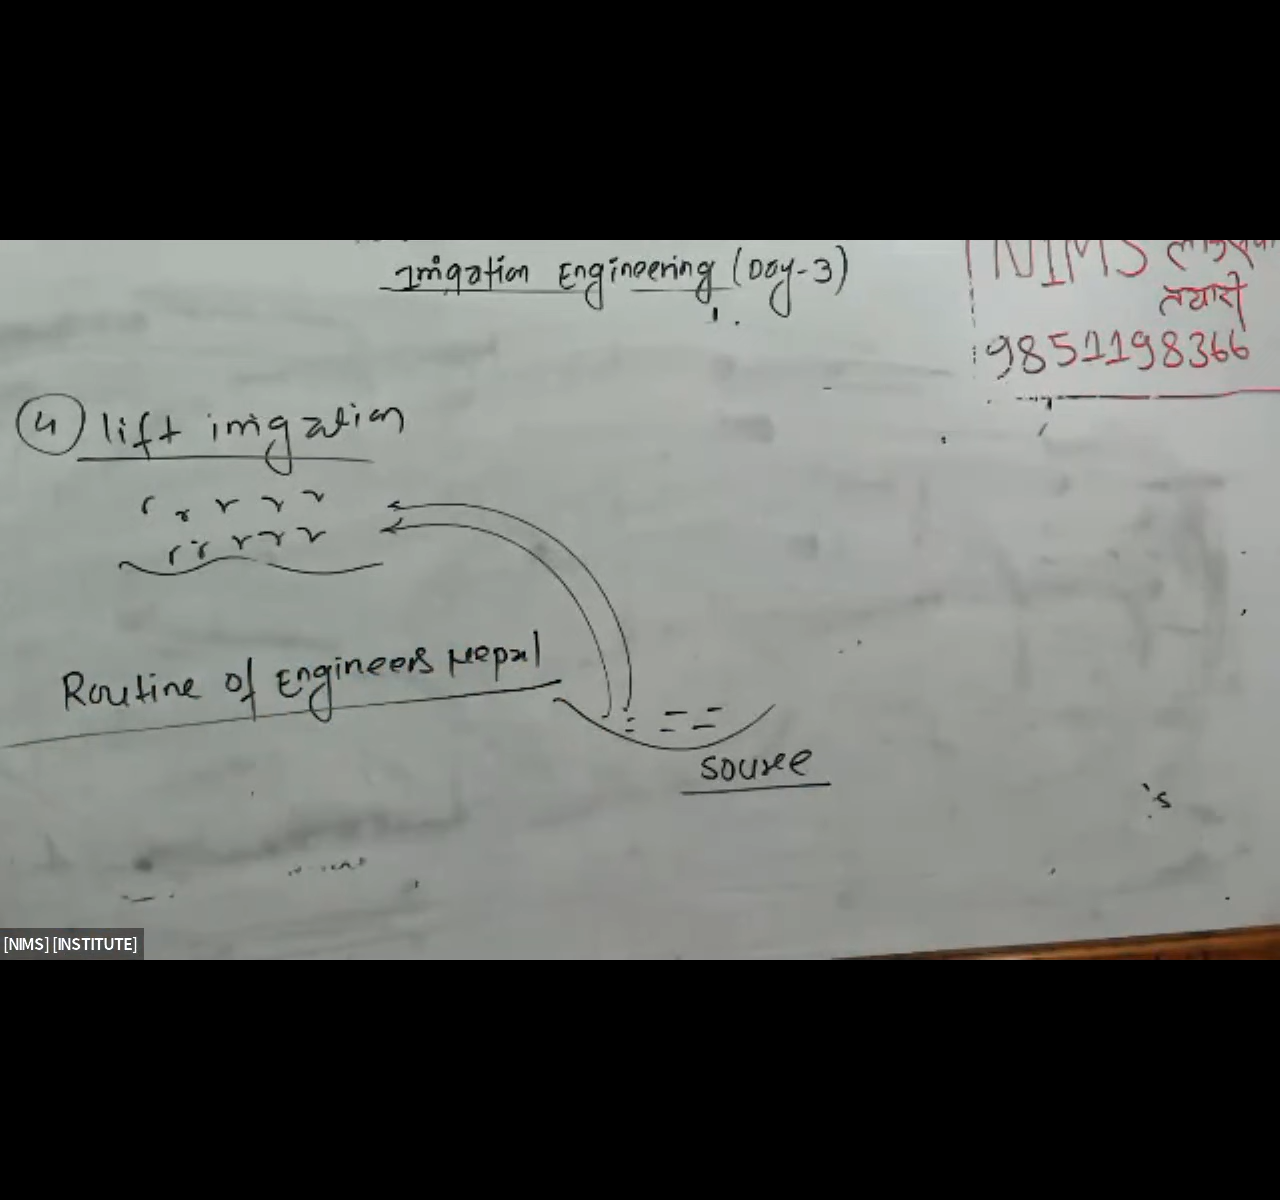 Irrigation Engineering (Day-3)
NIMS
तयारी
9851198366
4 lift irrigation
Routine of Engineers Nepal
source
[NIMS] [INSTITUTE]